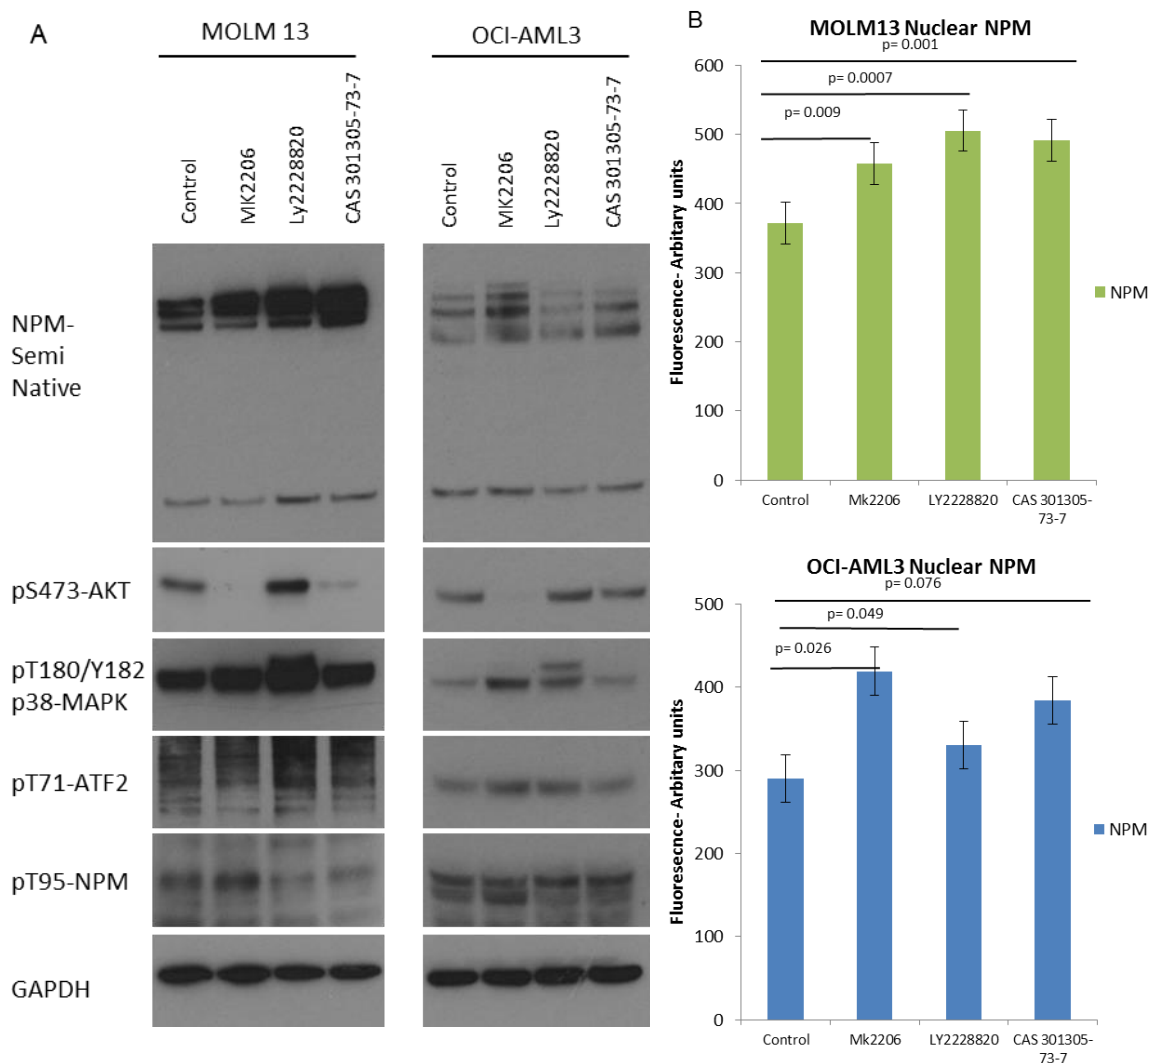 A
MOLM 13
OCI-AML3
Control
MK2206
Ly2228820
CAS 301305-73-7
Control
MK2206
Ly2228820
CAS 301305-73-7
NPM-
Semi
Native
pS473-AKT
pT180/Y182
p38-MAPK
pT71-ATF2
pT95-NPM
GAPDH
B
MOLM13 Nuclear NPM
p= 0.001
p= 0.0007
p= 0.009
600
500
400
300
200
100
0
Fluorescence- Arbitary units
Control
Mk2206
LY2228820
CAS 301305-
73-7
NPM
OCI-AML3 Nuclear NPM
p= 0.076
p= 0.049
p= 0.026
500
400
300
200
100
0
Fluoresecnce- Arbitary units
Control
Mk2206
LY2228820
CAS 301305-
73-7
NPM